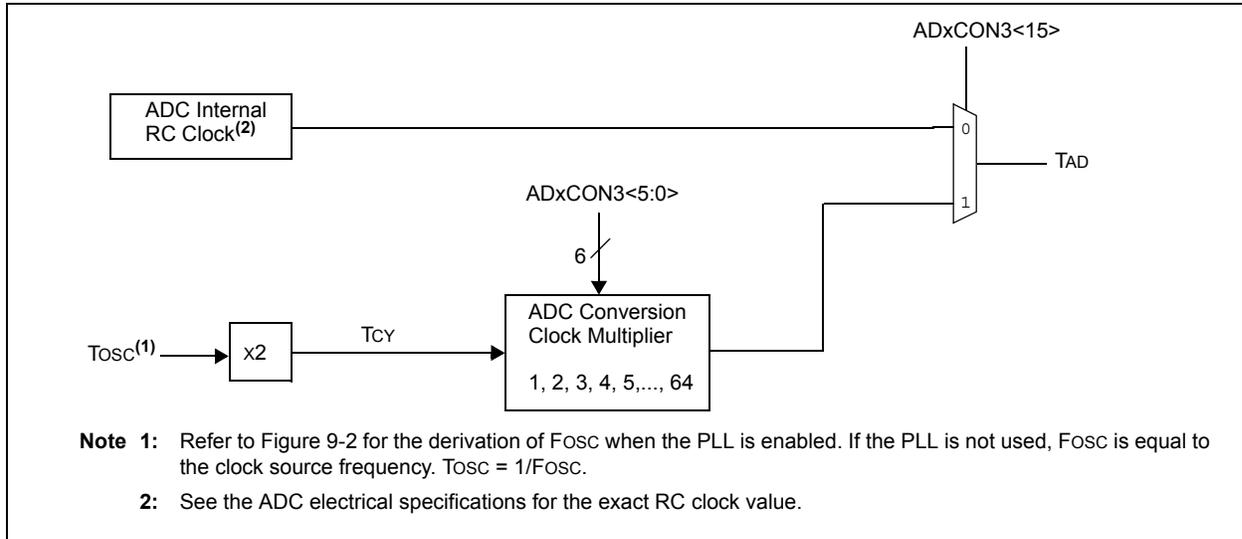 ADxCON3<15>
ADC Internal
RC Clock(2)
0
TAD
ADxCON3<5:0>
1
6
ADC Conversion
Clock Multiplier
1, 2, 3, 4, 5,..., 64
TOSC(1)
x2
TCY
Note 1: Refer to Figure 9-2 for the derivation of FOSC when the PLL is enabled. If the PLL is not used, FOSC is equal to
the clock source frequency. TOSC = 1/FOSC.
2: See the ADC electrical specifications for the exact RC clock value.